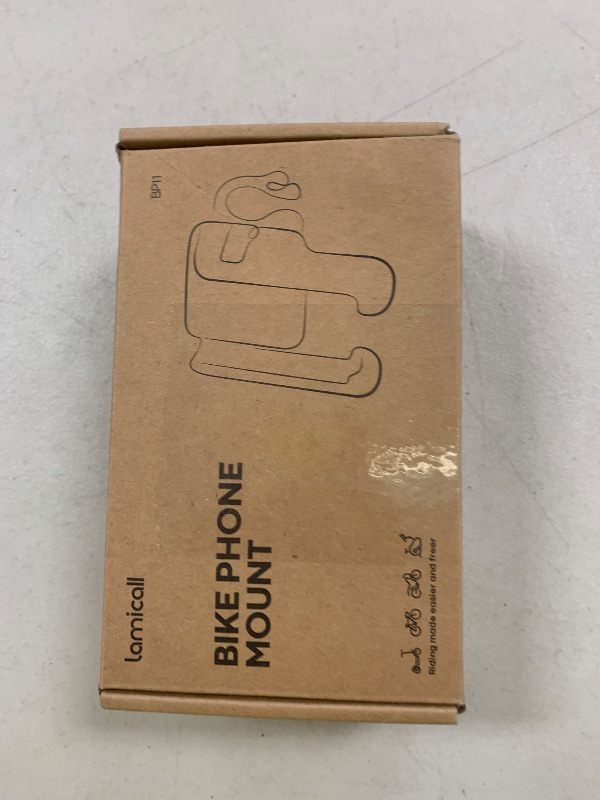 lamicall
BP11
BIKE PHONE
MOUNT
Riding made easier and freer